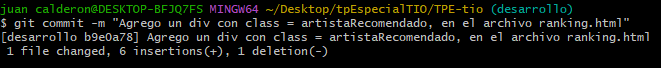 juan calderon@DESKTOP-BFJQ7FS MINGW64 ~/Desktop/tpEspecialTIO/TPE-tio (desarrollo)
$ git commit -m "Agrego un div con class = artistaRecomendado, en el archivo ranking.html"
[desarrollo b9e0a78] Agrego un div con class = artistaRecomendado, en el archivo ranking.html
1 file changed, 6 insertions(+), 1 deletion(-)